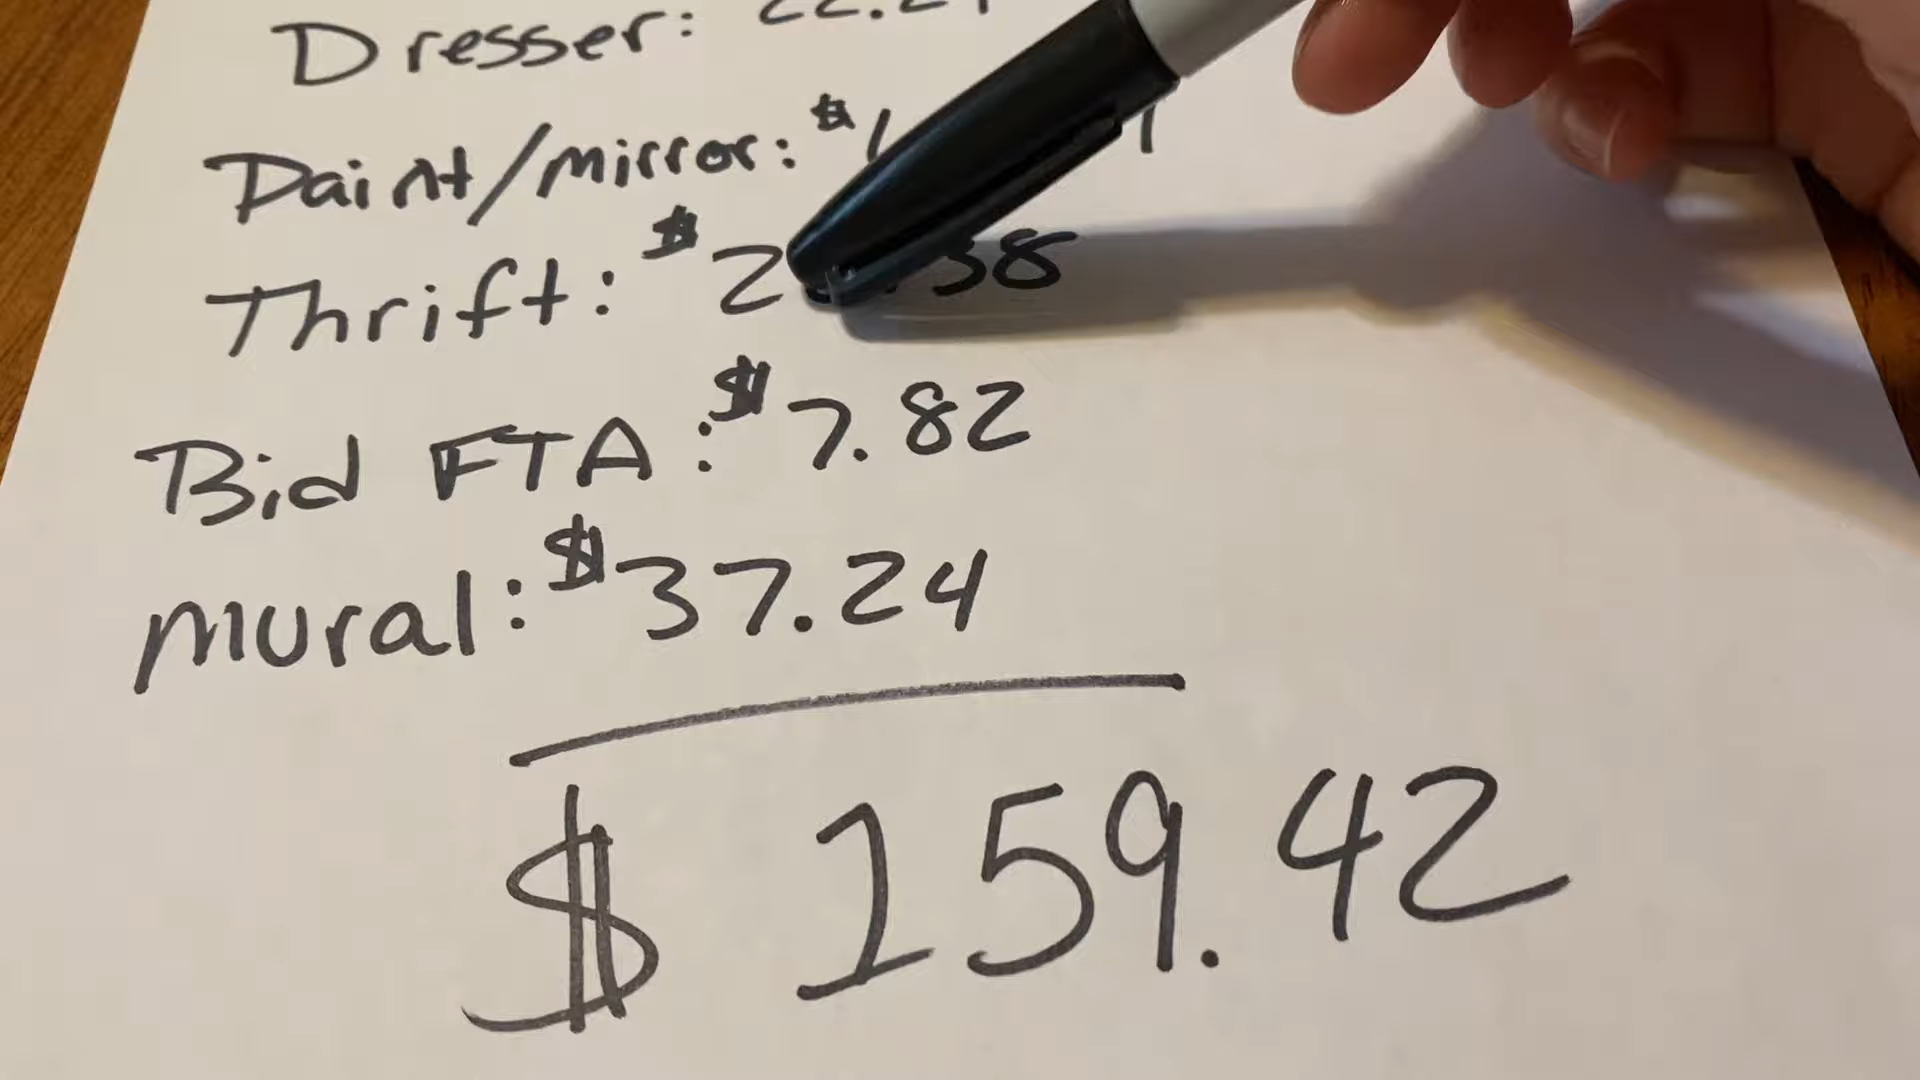 Dresser:
Paint/mirror:
Thrift:
Bid FTA: $7.82
mural: $37.24
$ 159.42